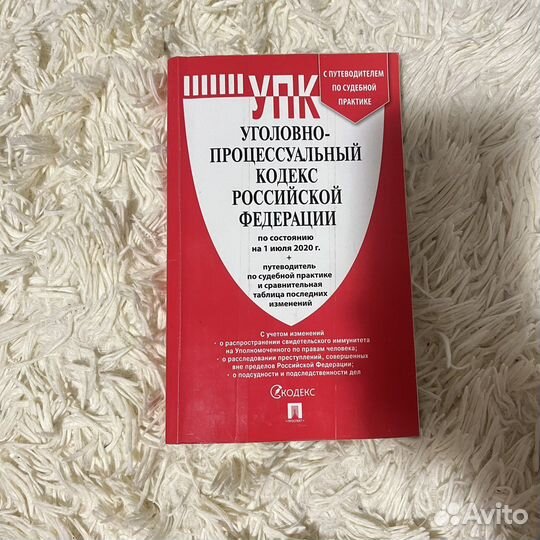 УПК
С ПУТЕВОДИТЕЛЕМ
ПО СУДЕБНОЙ
ПРАКТИКЕ
УГОЛОВНО-
ПРОЦЕССУАЛЬНЫЙ
КОДЕКС
РОССИЙСКОЙ
ФЕДЕРАЦИИ
по состоянию
на 1 июля 2020 г.
+
путеводитель
по судебной практике
и сравнительная
таблица последних
изменений
С учетом изменений
• о распространении свидетельского иммунитета
на Уполномоченного по правам человека;
• о расследовании преступлений, совершенных
вне пределов Российской Федерации;
• о подсудности и подследственности дел
КОДЕКС
ПРОСПЕКТ
Avito